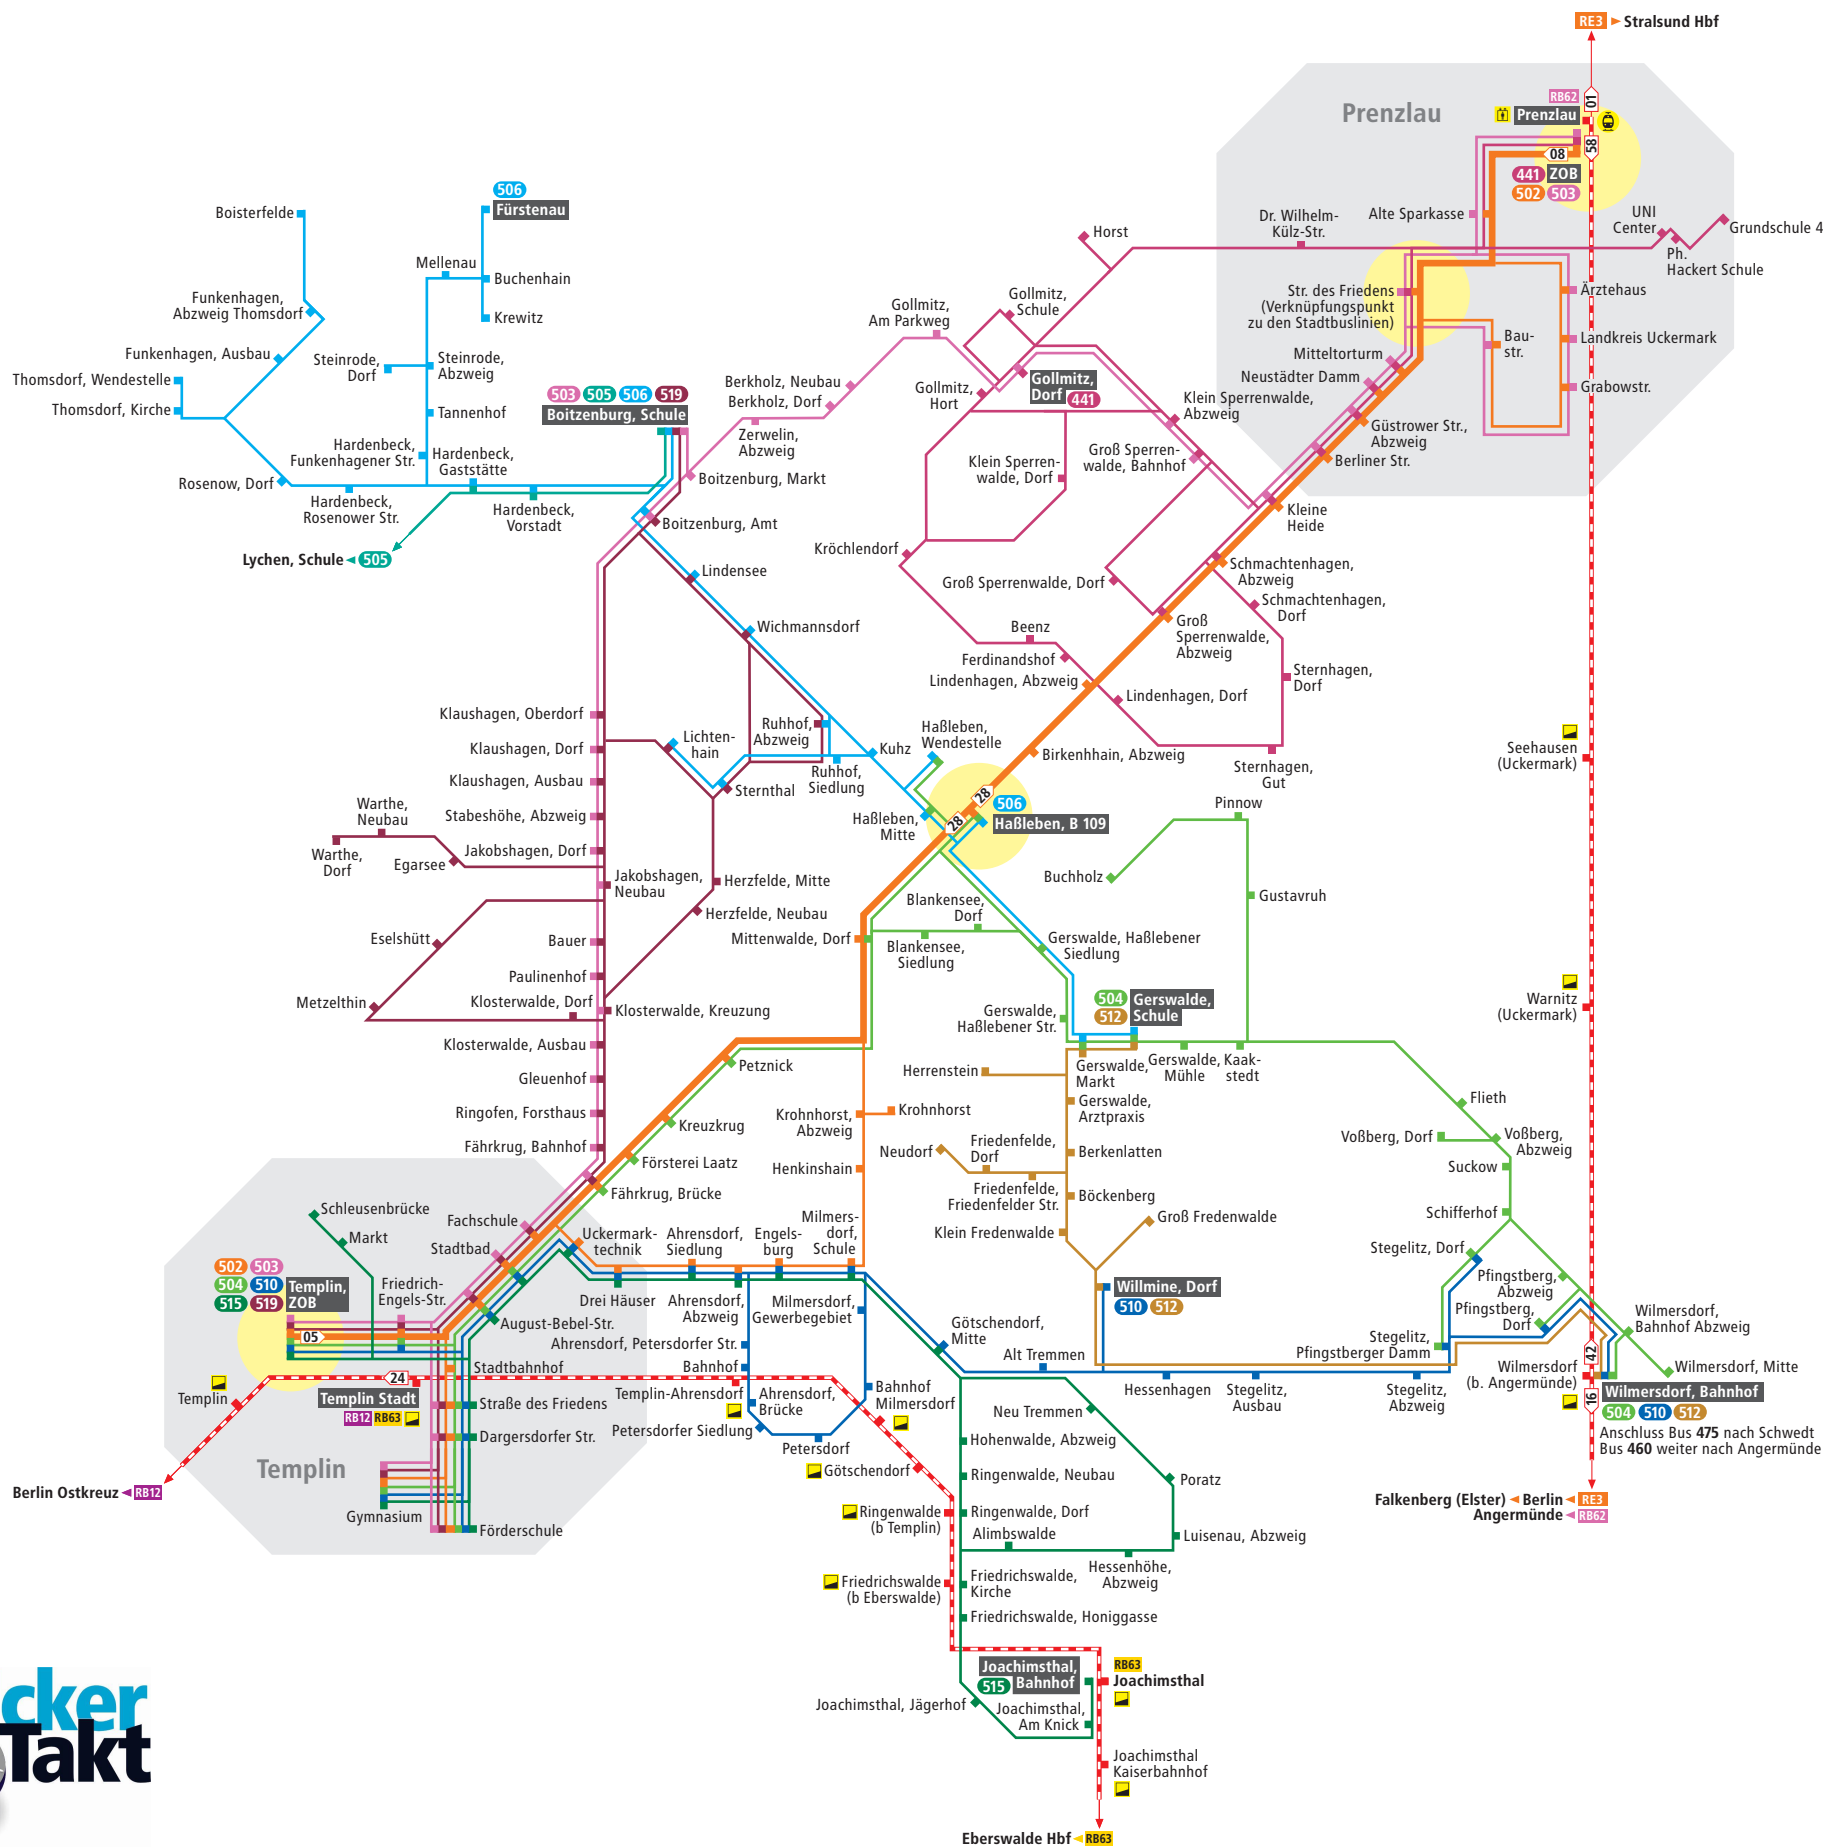 RE3 Stralsund Hbf
Prenzlau
RB62
Prenzlau
01
58
08
441 ZOB
502 503
Alte Sparkasse
UNI
Center
Grundschule 4
Ph.
Hackert Schule
Dr. Wilhelm-
Külz-Str.
Horst
Str. des Friedens
(Verknüpfungspunkt
zu den Stadtbuslinien)
Ärztehaus
Landkreis Uckermark
Grabowstr.
Bau-
str.
Mitteltorturm
Neustädter Damm
Güstrower Str.,
Abzweig
Berliner Str.
Kleine
Heide
506
Fürstenau
Boisterfelde
Mellenau
Buchenhain
Krewitz
Funkenhagen,
Abzweig Thomsdorf
Funkenhagen, Ausbau
Steinrode,
Dorf
Steinrode,
Abzweig
Thomsdorf, Wendestelle
Thomsdorf, Kirche
Tannenhof
Hardenbeck,
Funkenhagener Str.
Hardenbeck,
Gaststätte
Rosenow, Dorf
Hardenbeck,
Rosenower Str.
Hardenbeck,
Vorstadt
Lychen, Schule 505
503 505 506 519
Boitzenburg, Schule
Boitzenburg, Markt
Boitzenburg, Amt
Gollmitz,
Am Parkweg
Gollmitz,
Schule
Berkholz, Neubau
Berkholz, Dorf
Zerwelin,
Abzweig
Gollmitz,
Hort
Gollmitz,
Dorf 441
Klein Sperrenwalde,
Abzweig
Groß Sperren-
walde, Bahnhof
Klein Sperren-
walde, Dorf
Kröchlendorf
Groß Sperrenwalde, Dorf
Schmachtenhagen,
Abzweig
Schmachtenhagen,
Dorf
Groß
Sperrenwalde,
Abzweig
Beenz
Ferdinandshof
Lindenhagen, Abzweig
Lindenhagen, Dorf
Sternhagen,
Dorf
Sternhagen,
Gut
Birkenhhain, Abzweig
Lindensee
Wichmannsdorf
Ruhhof,
Abzweig
Ruhhof,
Siedlung
Kuhz
Lichten-
hain
Sternthal
Haßleben,
Wendestelle
Haßleben,
Mitte
28
28
506
Haßleben, B 109
Klaushagen, Oberdorf
Klaushagen, Dorf
Klaushagen, Ausbau
Stabeshöhe, Abzweig
Jakobshagen, Dorf
Jakobshagen,
Neubau
Warthe,
Neubau
Warthe,
Dorf
Egarsee
Eselshütt
Metzelthin
Bauer
Paulinenhof
Klosterwalde, Dorf
Klosterwalde, Kreuzung
Klosterwalde, Ausbau
Gleuenhof
Ringofen, Forsthaus
Fährkrug, Bahnhof
Herzfelde, Mitte
Herzfelde, Neubau
Mittenwalde, Dorf
Blankensee,
Dorf
Blankensee,
Siedlung
Gerswalde, Haßlebener
Siedlung
Gerswalde,
Haßlebener Str.
504 Gerswalde,
512 Schule
Pinnow
Buchholz
Gustavruh
Gerswalde,
Markt
Gerswalde,
Mühle
Kaak-
stedt
Gerswalde,
Arztpraxis
Herrenstein
Berkenlatten
Neudorf
Friedenfelde,
Dorf
Friedenfelde,
Friedenfelder Str.
Böckenberg
Klein Fredenwalde
Groß Fredenwalde
Willmine, Dorf
510 512
Seehausen
(Uckermark)
Warnitz
(Uckermark)
Flieth
Voßberg, Dorf
Voßberg,
Abzweig
Suckow
Schifferhof
Stegelitz, Dorf
Pfingstberg,
Abzweig
Pfingstberg,
Dorf
Stegelitz,
Pfingstberger Damm
Wilmersdorf,
Bahnhof Abzweig
Wilmersdorf, Mitte
42
16
Wilmersdorf
(b. Angermünde)
Wilmersdorf, Bahnhof
504 510 512
Anschluss Bus 475 nach Schwedt
Bus 460 weiter nach Angermünde
Falkenberg (Elster) Berlin RE3
Angermünde RB62
Petznick
Kreuzkrug
Försterei Laatz
Fährkrug, Brücke
Krohnhorst,
Abzweig
Krohnhorst
Henkinshain
Uckermark-
technik
Ahrensdorf,
Siedlung
Engels-
burg
Milmers-
dorf,
Schule
Drei Häuser
Ahrensdorf,
Abzweig
Milmersdorf,
Gewerbegebiet
Ahrensdorf, Petersdorfer Str.
Bahnhof
Templin-Ahrensdorf
Ahrensdorf,
Brücke
Petersdorfer Siedlung
Petersdorf
Bahnhof
Milmersdorf
Götschendorf
Götschendorf,
Mitte
Alt Tremmen
Hessenhagen
Stegelitz,
Ausbau
Stegelitz,
Abzweig
Schleusenbrücke
Markt
Fachschule
Stadtbad
Friedrich-
Engels-Str.
August-Bebel-Str.
502 503
504 510 Templin,
515 519 ZOB
05
Stadtbahnhof
24
Templin
Templin Stadt
RB12 RB63
Straße des Friedens
Dargersdorfer Str.
Templin
Gymnasium
Förderschule
Berlin Ostkreuz RB12
Neu Tremmen
Hohenwalde, Abzweig
Ringenwalde, Neubau
Poratz
Ringenwalde
(b Templin)
Ringenwalde, Dorf
Alimbswalde
Luisenau, Abzweig
Hessenhöhe,
Abzweig
Friedrichswalde
(b Eberswalde)
Friedrichswalde,
Kirche
Friedrichswalde, Honiggasse
Joachimsthal,
515 Bahnhof
RB63
Joachimsthal
Joachimsthal, Jägerhof
Joachimsthal,
Am Knick
Joachimsthal
Kaiserbahnhof
Eberswalde Hbf RB63
cker
Takt